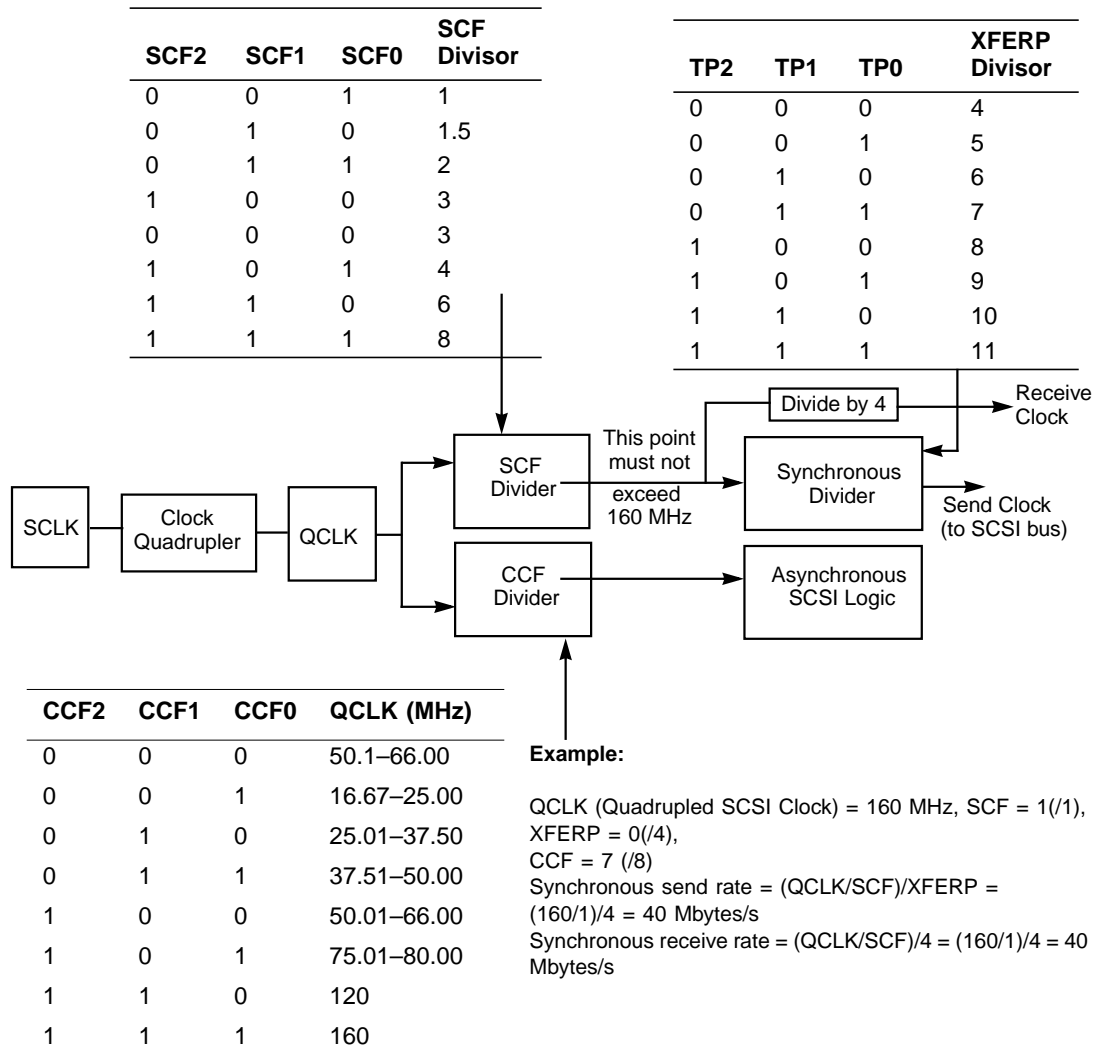 SCF2 SCF1 SCF0 SCF Divisor
0 0 1 1
0 1 0 1.5
0 1 1 2
1 0 0 3
0 0 0 3
1 0 1 4
1 1 0 6
1 1 1 8
TP2 TP1 TP0 XFERP Divisor
0 0 0 4
0 0 1 5
0 1 0 6
0 1 1 7
1 0 0 8
1 0 1 9
1 1 0 10
1 1 1 11
Divide by 4
Receive
Clock
This point
must not
exceed
160 MHz
SCF
Divider
Synchronous
Divider
Send Clock
(to SCSI bus)
SCLK
Clock
Quadrupler
QCLK
CCF
Divider
Asynchronous
SCSI Logic
CCF2 CCF1 CCF0 QCLK (MHz)
0 0 0 50.1–66.00
0 0 1 16.67–25.00
0 1 0 25.01–37.50
0 1 1 37.51–50.00
1 0 0 50.01–66.00
1 0 1 75.01–80.00
1 1 0 120
1 1 1 160
Example:
QCLK (Quadrupled SCSI Clock) = 160 MHz, SCF = 1(/1),
XFERP = 0(/4),
CCF = 7 (/8)
Synchronous send rate = (QCLK/SCF)/XFERP =
(160/1)/4 = 40 Mbytes/s
Synchronous receive rate = (QCLK/SCF)/4 = (160/1)/4 = 40
Mbytes/s